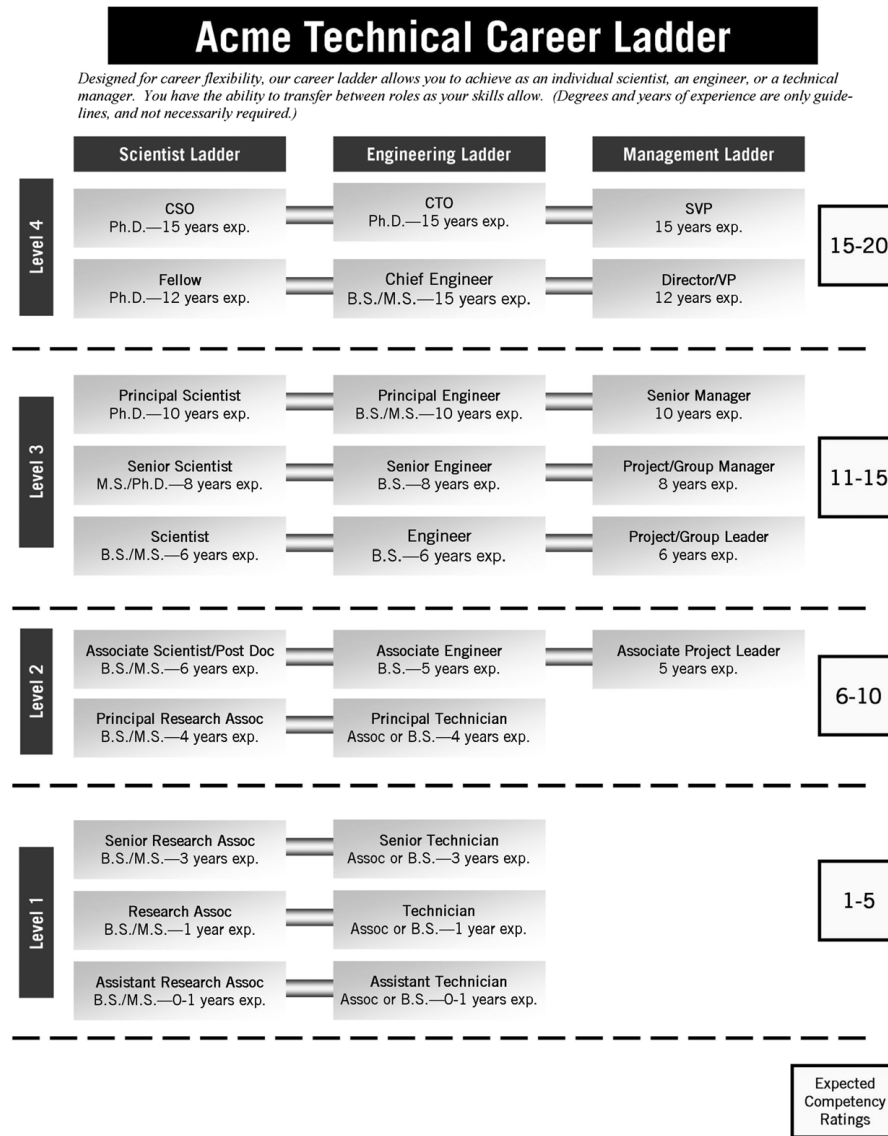 Acme Technical Career Ladder
Designed for career flexibility, our career ladder allows you to achieve as an individual scientist, an engineer, or a technical
manager. You have the ability to transfer between roles as your skills allow. (Degrees and years of experience are only guide-
lines, and not necessarily required.)
Scientist Ladder
Engineering Ladder
Management Ladder
Level 4
CSO
Ph.D.—15 years exp.
CTO
Ph.D.—15 years exp.
SVP
15 years exp.
15-20
Fellow
Ph.D.—12 years exp.
Chief Engineer
B.S./M.S.—15 years exp.
Director/VP
12 years exp.
Level 3
Principal Scientist
Ph.D.—10 years exp.
Principal Engineer
B.S./M.S.—10 years exp.
Senior Manager
10 years exp.
Senior Scientist
M.S./Ph.D.—8 years exp.
Senior Engineer
B.S.—8 years exp.
Project/Group Manager
8 years exp.
11-15
Scientist
B.S./M.S.—6 years exp.
Engineer
B.S.—6 years exp.
Project/Group Leader
6 years exp.
Level 2
Associate Scientist/Post Doc
B.S./M.S.—6 years exp.
Associate Engineer
B.S.—5 years exp.
Associate Project Leader
5 years exp.
6-10
Principal Research Assoc
B.S./M.S.—4 years exp.
Principal Technician
Assoc or B.S.—4 years exp.
Level 1
Senior Research Assoc
B.S./M.S.—3 years exp.
Senior Technician
Assoc or B.S.—3 years exp.
1-5
Research Assoc
B.S./M.S.—1 year exp.
Technician
Assoc or B.S.—1 year exp.
Assistant Research Assoc
B.S./M.S.—0-1 years exp.
Assistant Technician
Assoc or B.S.—0-1 years exp.
Expected
Competency
Ratings